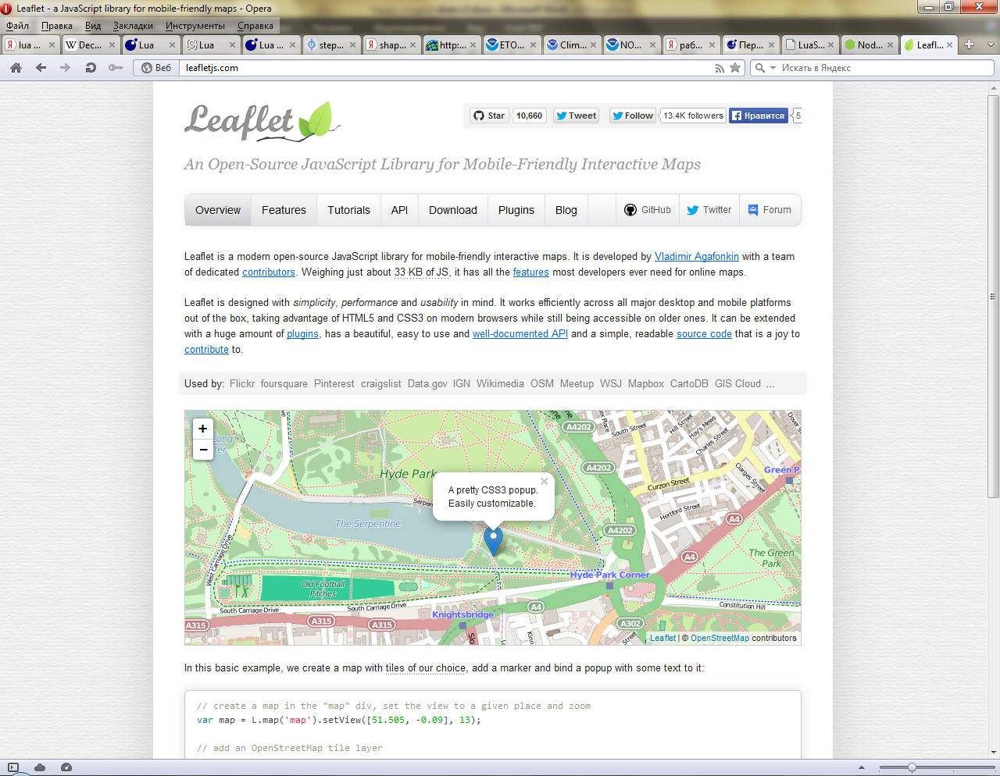 Leaflet - a JavaScript library for mobile-friendly maps - Opera
Файл Правка Вид Закладки Инструменты Справка
lua ... Dec... Lua Lua Lua ... step... shap... http:... ETO... Clim... NO... раб... Пер... LuaS... Nod... Leafl...
Веб leafletjs.com Искать в Яндекс
Leaflet
Star 10,660 Tweet Follow 13.4K followers Нравится 5
An Open-Source JavaScript Library for Mobile-Friendly Interactive Maps
Overview Features Tutorials API Download Plugins Blog GitHub Twitter Forum
Leaflet is a modern open-source JavaScript library for mobile-friendly interactive maps. It is developed by Vladimir Agafonkin with a team
of dedicated contributors. Weighing just about 33 KB of JS, it has all the features most developers ever need for online maps.
Leaflet is designed with simplicity, performance and usability in mind. It works efficiently across all major desktop and mobile platforms
out of the box, taking advantage of HTML5 and CSS3 on modern browsers while still being accessible on older ones. It can be extended
with a huge amount of plugins, has a beautiful, easy to use and well-documented API and a simple, readable source code that is a joy to
contribute to.
Used by: Flickr foursquare Pinterest craigslist Data.gov IGN Wikimedia OSM Meetup WSJ Mapbox CartoDB GIS Cloud ...
+
−
Long
Hyde Park
A pretty CSS3 popup.
Easily customizable.
The Serpentine
West Carriage Drive
Old Football
Pitches
South Carriage Drive
South Carriage Drive
A315
A315
A315
Knightsbridge
A4
Hyde Park Corner
A302
A4202
A4202
A4202
South Street
Hill Street
Hay's Mews
Charles Street
Curzon Street
Clarges Street
Hertford Street
Green P
A4
A4
The Green
Park
Constitution Hill
Leaflet | © OpenStreetMap contributors
In this basic example, we create a map with tiles of our choice, add a marker and bind a popup with some text to it:
// create a map in the "map" div, set the view to a given place and zoom
var map = L.map('map').setView([51.505, -0.09], 13);
// add an OpenStreetMap tile layer